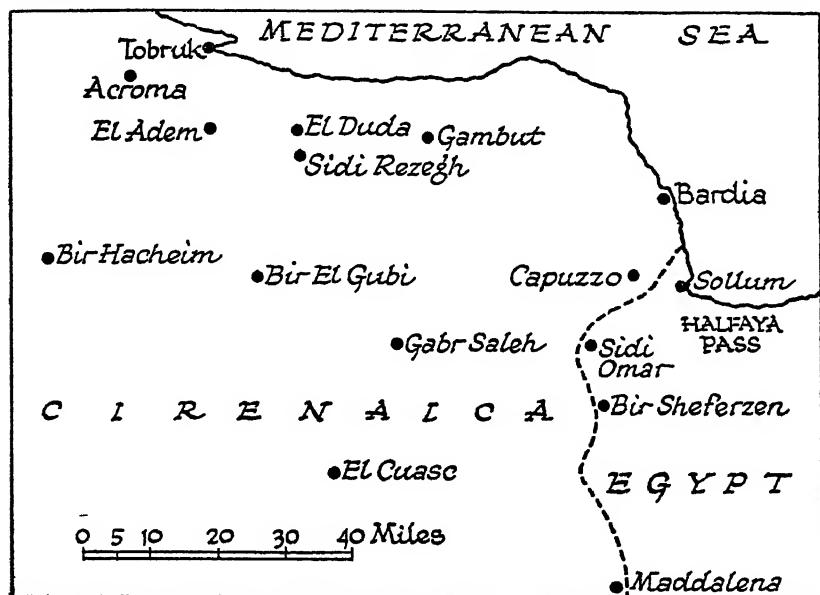 MEDITERRANEAN SEA
Tobruk
Acroma
El Adem
El Duda
Gambut
Sidi Rezegh
Bardia
Bir Hacheim
Bir El Gubi
Capuzzo
Sollum
HALFAYA
PASS
Gabr Saleh
Sidi
Omar
CIRENAICA
Bir Sheferzen
El Cuasc
EGYPT
0 5 10 20 30 40 Miles
Maddalena